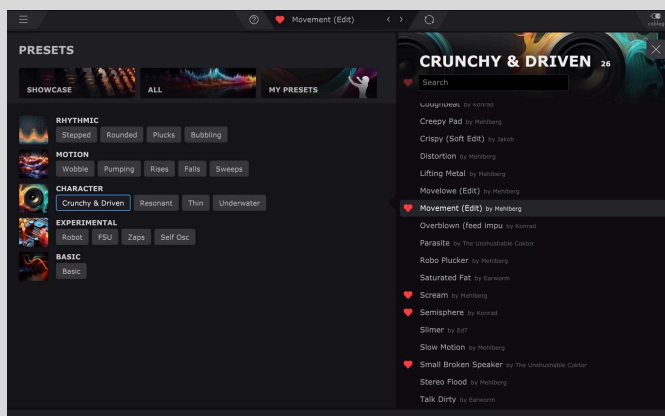 Movement (Edit)
PRESETS
SHOWCASE
ALL
MY PRESETS
RHYTHMIC
Stepped Rounded Plucks Bubbling
MOTION
Wobble Pumping Rises Falls Sweeps
CHARACTER
Crunchy & Driven Resonant Thin Underwater
EXPERIMENTAL
Robot FSU Zaps Self Osc
BASIC
Basic
CRUNCHY & DRIVEN 26
Search
Coughbeat by Konrad
Creepy Pad by Mehlberg
Crispy (Soft Edit) by Jakob
Distortion by Mehlberg
Lifting Metal by Mehlberg
Movelowe (Edit) by Mehlberg
Movement (Edit) by Mehlberg
Overblown (feed impu by Konrad
Parasite by The Unshushable Coktor
Robo Plucker by Mehlberg
Saturated Fat by Earworm
Scream by Mehlberg
Semisphere by Konrad
Slimer by EdT
Slow Motion by Mehlberg
Small Broken Speaker by The Unshushable Coktor
Stereo Flood by Mehlberg
Talk Dirty by Earworm